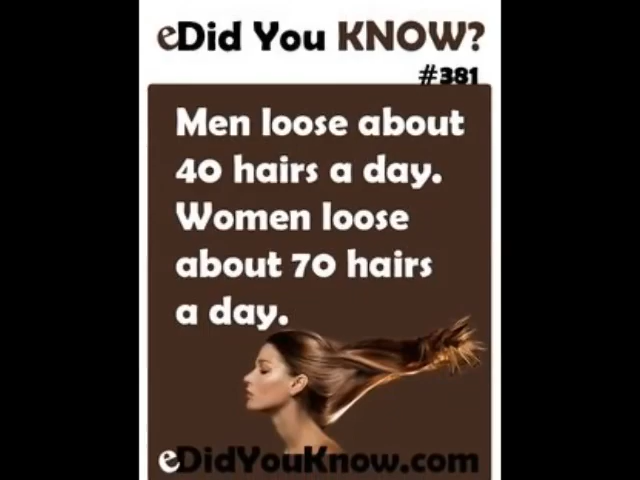 eDid You KNOW?
#381
Men loose about
40 hairs a day.
Women loose
about 70 hairs
a day.
eDidYouKnow.com